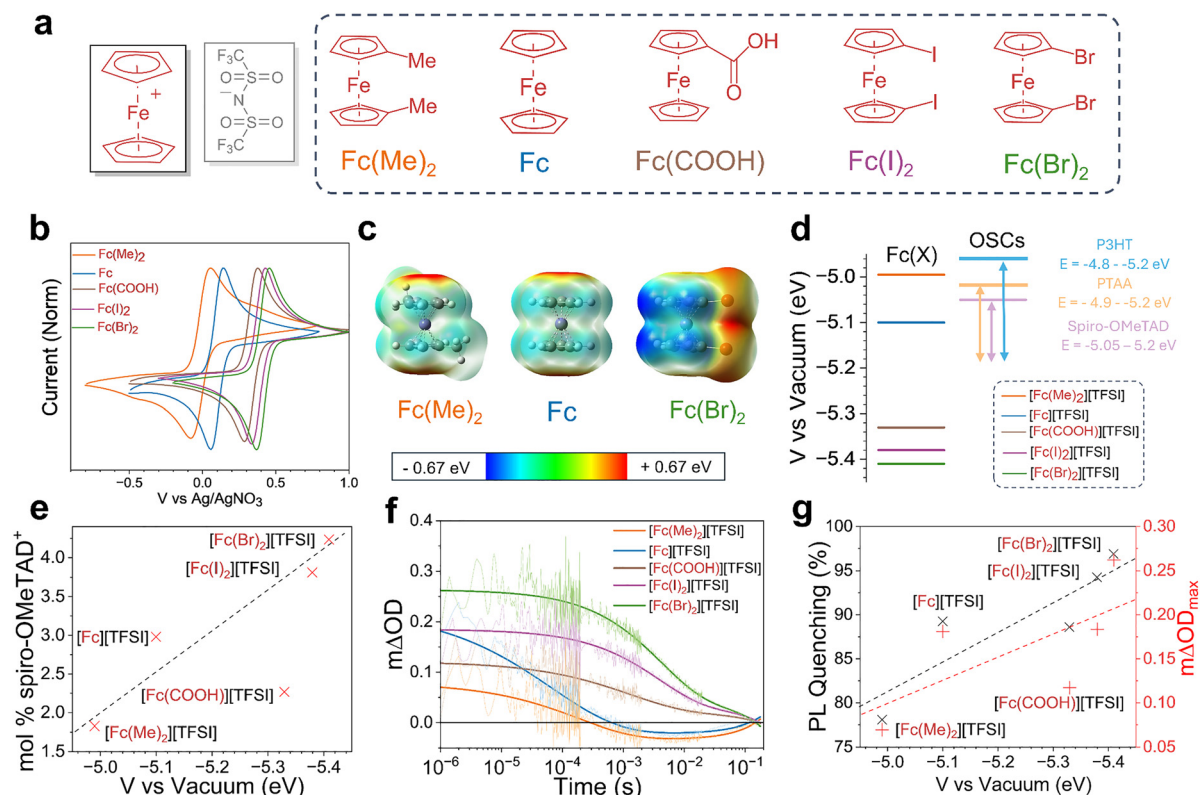 a
F₃C
O=S=O
N
O=S=O
F₃C
Fe
+
Fe
Me
Me
Fc(Me)₂
Fe
Fc
Fe
OH
O
Fc(COOH)
Fe
I
I
Fc(I)₂
Fe
Br
Br
Fc(Br)₂
b
Fc(Me)₂
Fc
Fc(COOH)
Fc(I)₂
Fc(Br)₂
Current (Norm)
−0.5 0.0 0.5 1.0
V vs Ag/AgNO₃
c
Fc(Me)₂
Fc
Fc(Br)₂
- 0.67 eV
+ 0.67 eV
d
Fc(X)
OSCs
V vs Vacuum (eV)
−5.0
−5.1
−5.2
−5.3
−5.4
P3HT
E = -4.8 - -5.2 eV
PTAA
E = - 4.9 - -5.2 eV
Spiro-OMeTAD
E = -5.05 – 5.2 eV
[Fc(Me)₂][TFSI]
[Fc][TFSI]
[Fc(COOH)][TFSI]
[Fc(I)₂][TFSI]
[Fc(Br)₂][TFSI]
e
mol % spiro-OMeTAD⁺
4.0
3.5
3.0
2.5
2.0
1.5
[Fc(Br)₂][TFSI]
[Fc(I)₂][TFSI]
[Fc][TFSI]
[Fc(COOH)][TFSI]
[Fc(Me)₂][TFSI]
−5.0 −5.1 −5.2 −5.3 −5.4
V vs Vacuum (eV)
f
mΔOD
0.4
0.3
0.2
0.1
0.0
[Fc(Me)₂][TFSI]
[Fc][TFSI]
[Fc(COOH)][TFSI]
[Fc(I)₂][TFSI]
[Fc(Br)₂][TFSI]
10⁻⁶ 10⁻⁵ 10⁻⁴ 10⁻³ 10⁻² 10⁻¹
Time (s)
g
PL Quenching (%)
100
95
90
85
80
75
[Fc(Br)₂][TFSI]
[Fc(I)₂][TFSI]
[Fc][TFSI]
[Fc(COOH)][TFSI]
[Fc(Me)₂][TFSI]
0.30
0.25
0.20
0.15
0.10
0.05
mΔODₘₐₓ
−5.0 −5.1 −5.2 −5.3 −5.4
V vs Vacuum (eV)